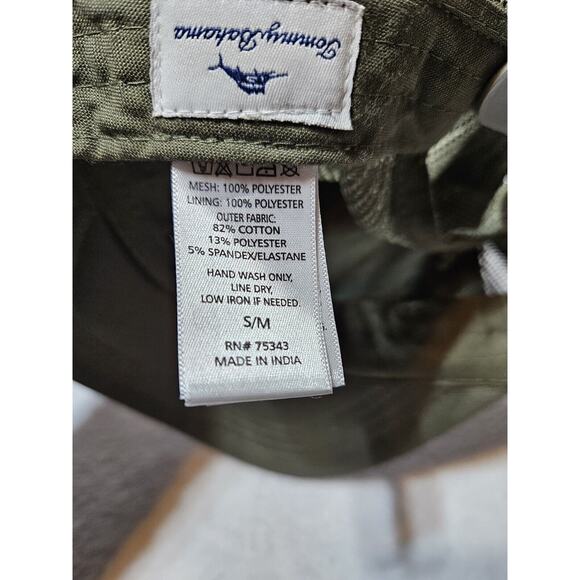 Tommy Bahama
MESH: 100% POLYESTER
LINING: 100% POLYESTER
OUTER FABRIC:
82% COTTON
13% POLYESTER
5% SPANDEX/ELASTANE
HAND WASH ONLY,
LINE DRY,
LOW IRON IF NEEDED.
S/M
RN# 75343
MADE IN INDIA